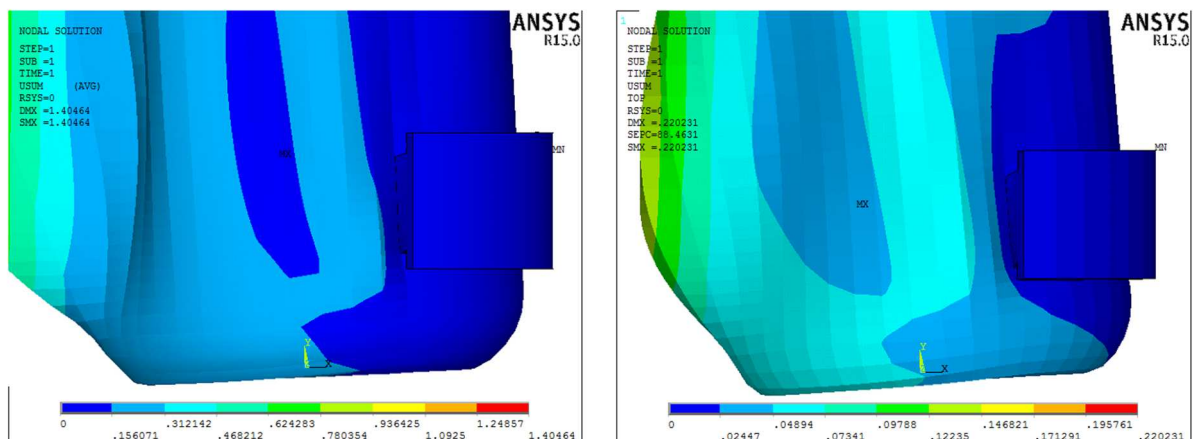 ANSYS
R15.0
NODAL SOLUTION
STEP=1
SUB =1
TIME=1
USUM (AVG)
RSYS=0
DMX =1.40464
SMX =1.40464
MX
MN
Y
X
0 .312142 .624283 .936425 1.24857
.156071 .468212 .780354 1.0925 1.40464
1
ANSYS
R15.0
NODAL SOLUTION
STEP=1
SUB =1
TIME=1
USUM
TOP
RSYS=0
DMX =.220231
SEPC=88.4631
SMX =.220231
MX
MN
Y
X
0 .04894 .09788 .146821 .195761
.02447 .07341 .12235 .171291 .220231